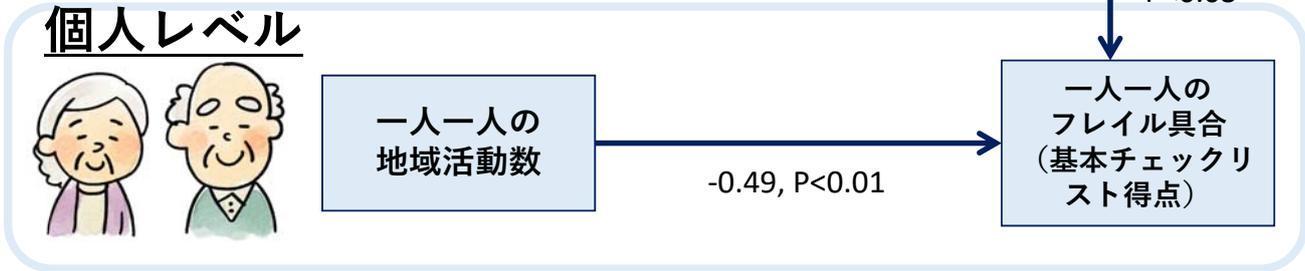 個人レベル
一人一人の
地域活動数
-0.49, P<0.01
一人一人の
フレイル具合
（基本チェックリ
スト得点）